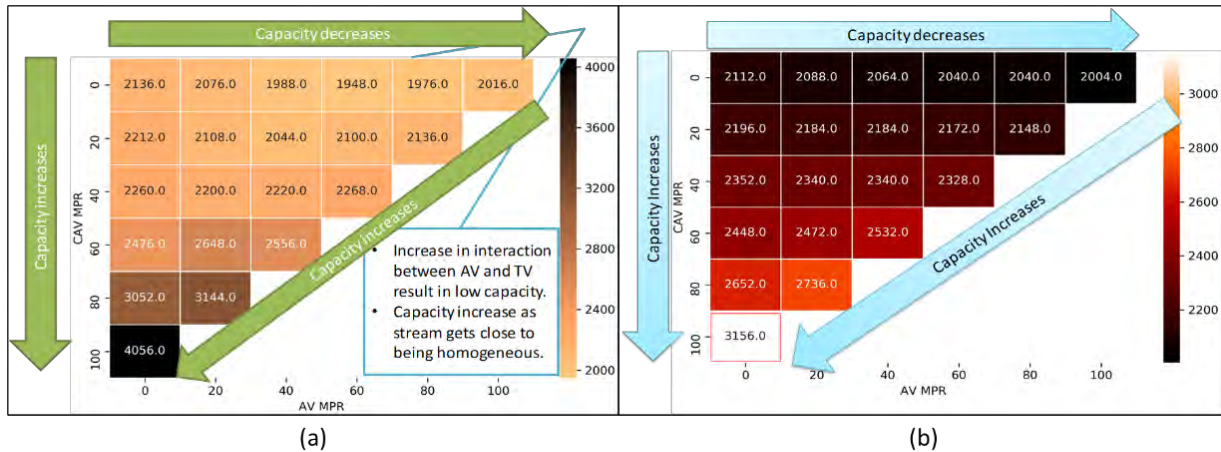 Capacity decreases
Capacity increases
CAV MPR
0
2136.0 2076.0 1988.0 1948.0 1976.0 2016.0
20
2212.0 2108.0 2044.0 2100.0 2136.0
40
2260.0 2200.0 2220.0 2268.0
60
2476.0 2648.0 2556.0
80
3052.0 3144.0
100
4056.0
0 20 40 60 80 100
AV MPR
4000
3600
3200
2800
2400
2000
Capacity increases
• Increase in interaction
between AV and TV
result in low capacity.
• Capacity increase as
stream gets close to
being homogeneous.
(a)
Capacity decreases
Capacity Increases
CAV MPR
0
2112.0 2088.0 2064.0 2040.0 2040.0 2004.0
20
2196.0 2184.0 2184.0 2172.0 2148.0
40
2352.0 2340.0 2340.0 2328.0
60
2448.0 2472.0 2532.0
80
2652.0 2736.0
100
3156.0
0 20 40 60 80 100
AV MPR
3000
2800
2600
2400
2200
Capacity Increases
(b)